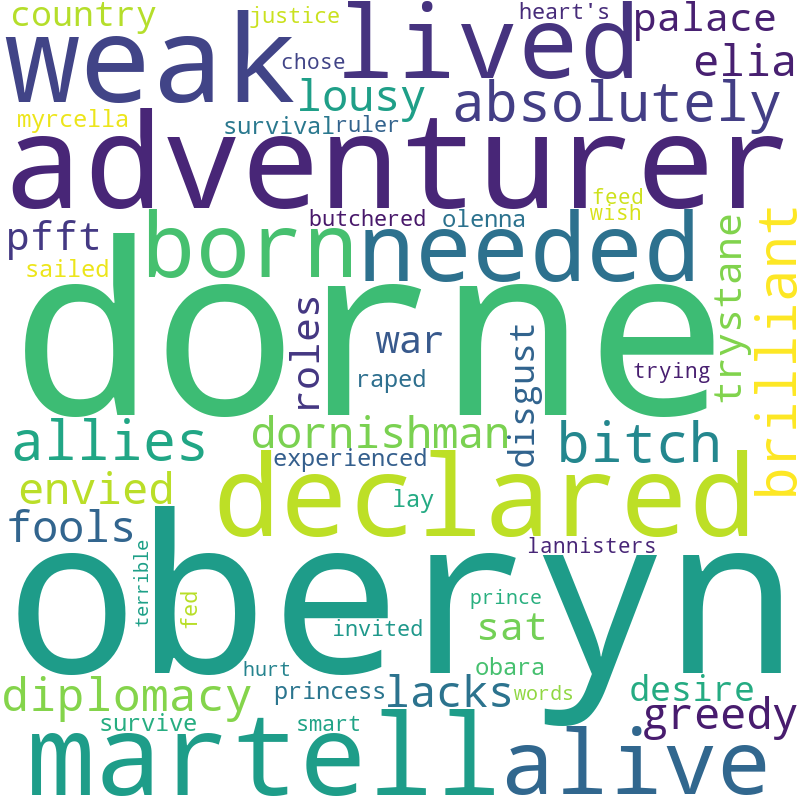 country
justice
heart's
palace
weak
chose
lived
elia
lousy
absolutely
myrcella
survival
ruler
adventurer
feed
wish
pfft
born
butchered
olenna
needed
trystane
brilliant
sailed
dorne
roles
war
raped
disgust
trying
allies
dornishman
bitch
experienced
envied
declared
lay
fools
lannisters
terrible
fed
oberyn
prince
invited
sat
hurt
obara
diplomacy
princess
lacks
words
desire
greedy
survive
smart
martell
alive